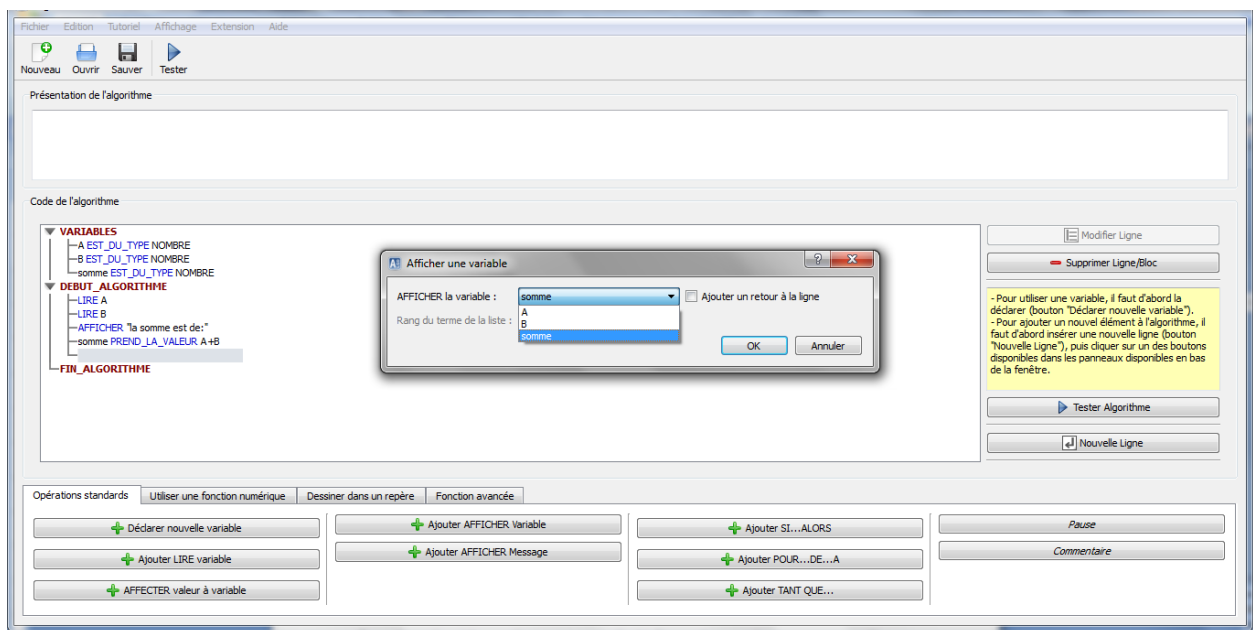 Fichier Edition Tutoriel Affichage Extension Aide
Nouveau Ouvrir Sauver Tester
Présentation de l'algorithme
Code de l'algorithme
VARIABLES
A EST_DU_TYPE NOMBRE
B EST_DU_TYPE NOMBRE
somme EST_DU_TYPE NOMBRE
DEBUT_ALGORITHME
LIRE A
LIRE B
AFFICHER "la somme est de:"
somme PREND_LA_VALEUR A+B
FIN_ALGORITHME
Afficher une variable
AFFICHER la variable : somme Ajouter un retour à la ligne
Rang du terme de la liste :
A
B
somme
OK Annuler
Modifier Ligne
Supprimer Ligne/Bloc
- Pour utiliser une variable, il faut d'abord la
déclarer (bouton "Déclarer nouvelle variable").
- Pour ajouter un nouvel élément à l'algorithme, il
faut d'abord insérer une nouvelle ligne (bouton
"Nouvelle Ligne"), puis cliquer sur un des boutons
disponibles dans les panneaux disponibles en bas
de la fenêtre.
Tester Algorithme
Nouvelle Ligne
Opérations standards Utiliser une fonction numérique Dessiner dans un repère Fonction avancée
Déclarer nouvelle variable
Ajouter LIRE variable
AFFECTER valeur à variable
Ajouter AFFICHER Variable
Ajouter AFFICHER Message
Ajouter SI...ALORS
Ajouter POUR...DE...A
Ajouter TANT QUE...
Pause
Commentaire